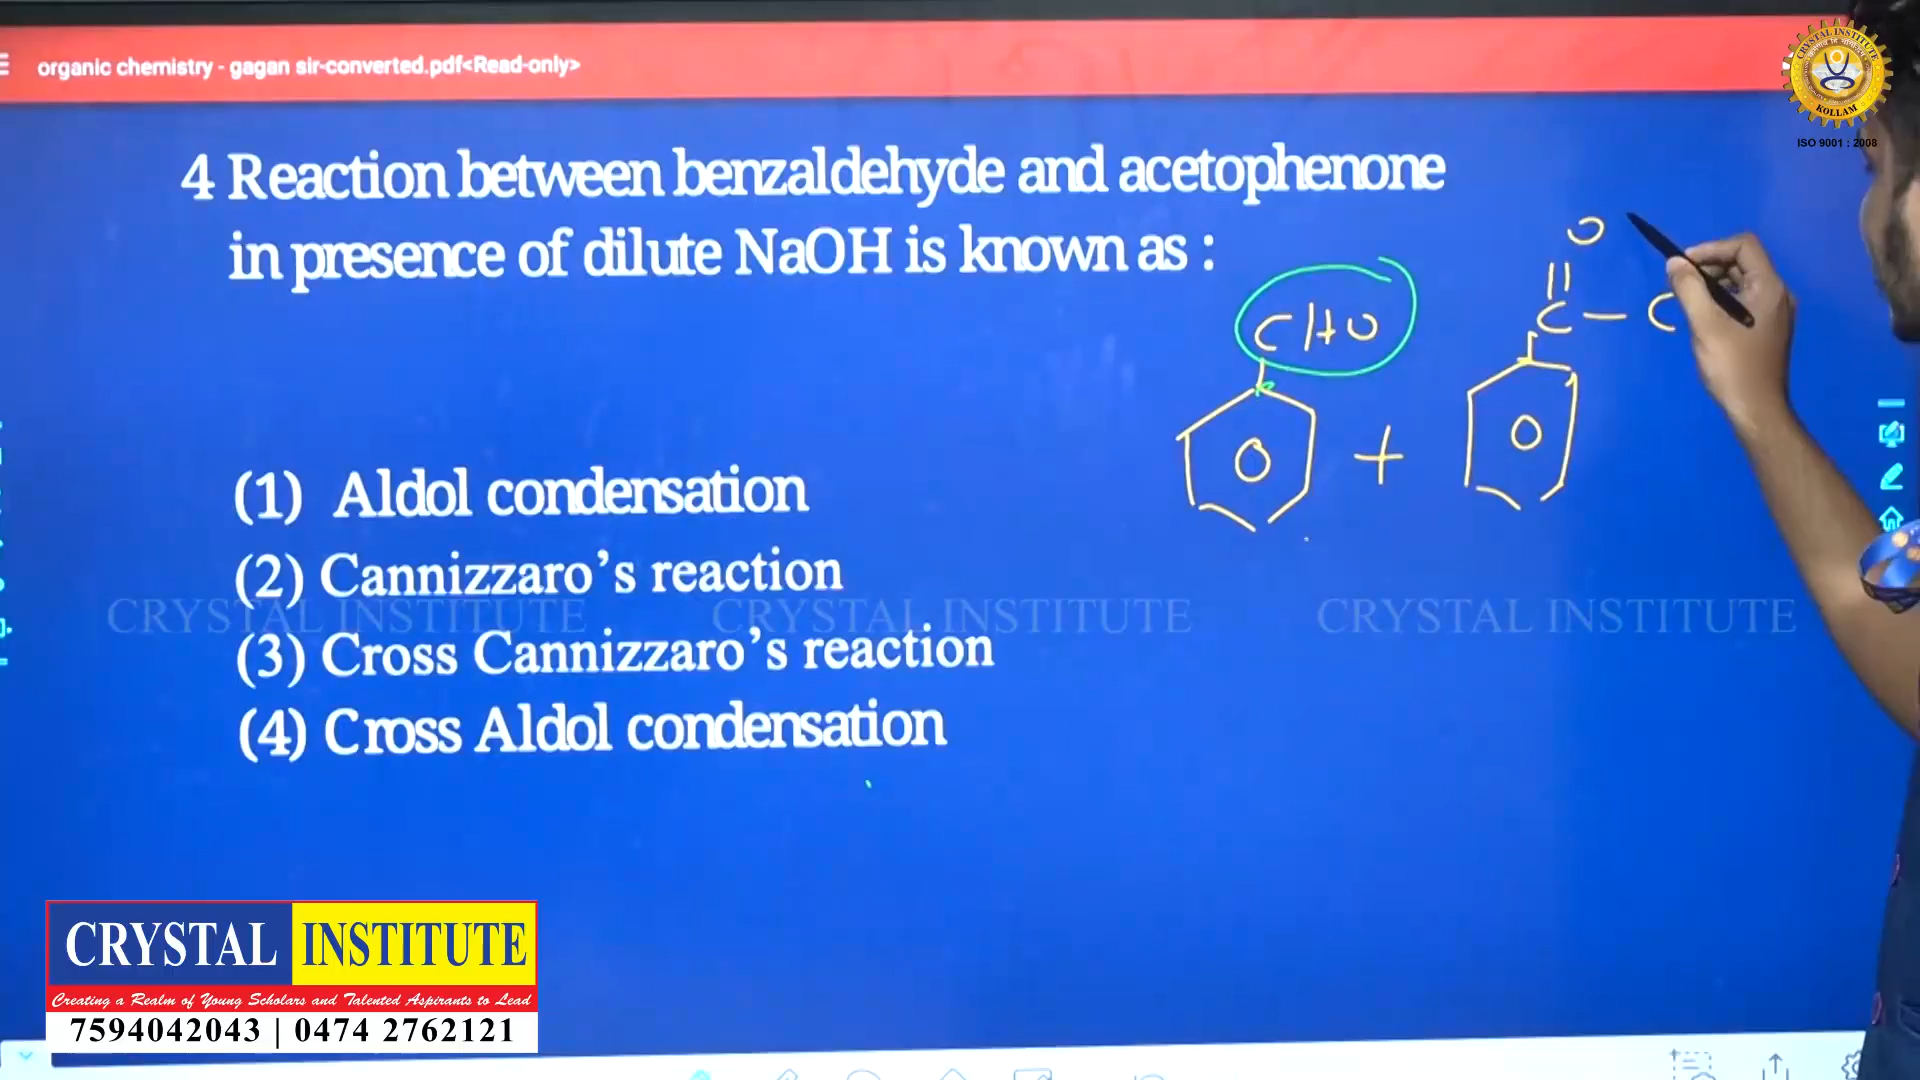 organic chemistry - gagan sir-converted.pdf<Read-only>
CRYSTAL INSTITUTE
KOLLAM
ISO 9001 : 2008
4 Reaction between benzaldehyde and acetophenone
in presence of dilute NaOH is known as :
O
CHO
C - C
+
(1) Aldol condensation
(2) Cannizzaro's reaction
CRYSTAL INSTITUTE CRYSTAL INSTITUTE CRYSTAL INSTITUTE
(3) Cross Cannizzaro's reaction
(4) Cross Aldol condensation
CRYSTAL INSTITUTE
Creating a Realm of Young Scholars and Talented Aspirants to Lead
7594042043 | 0474 2762121